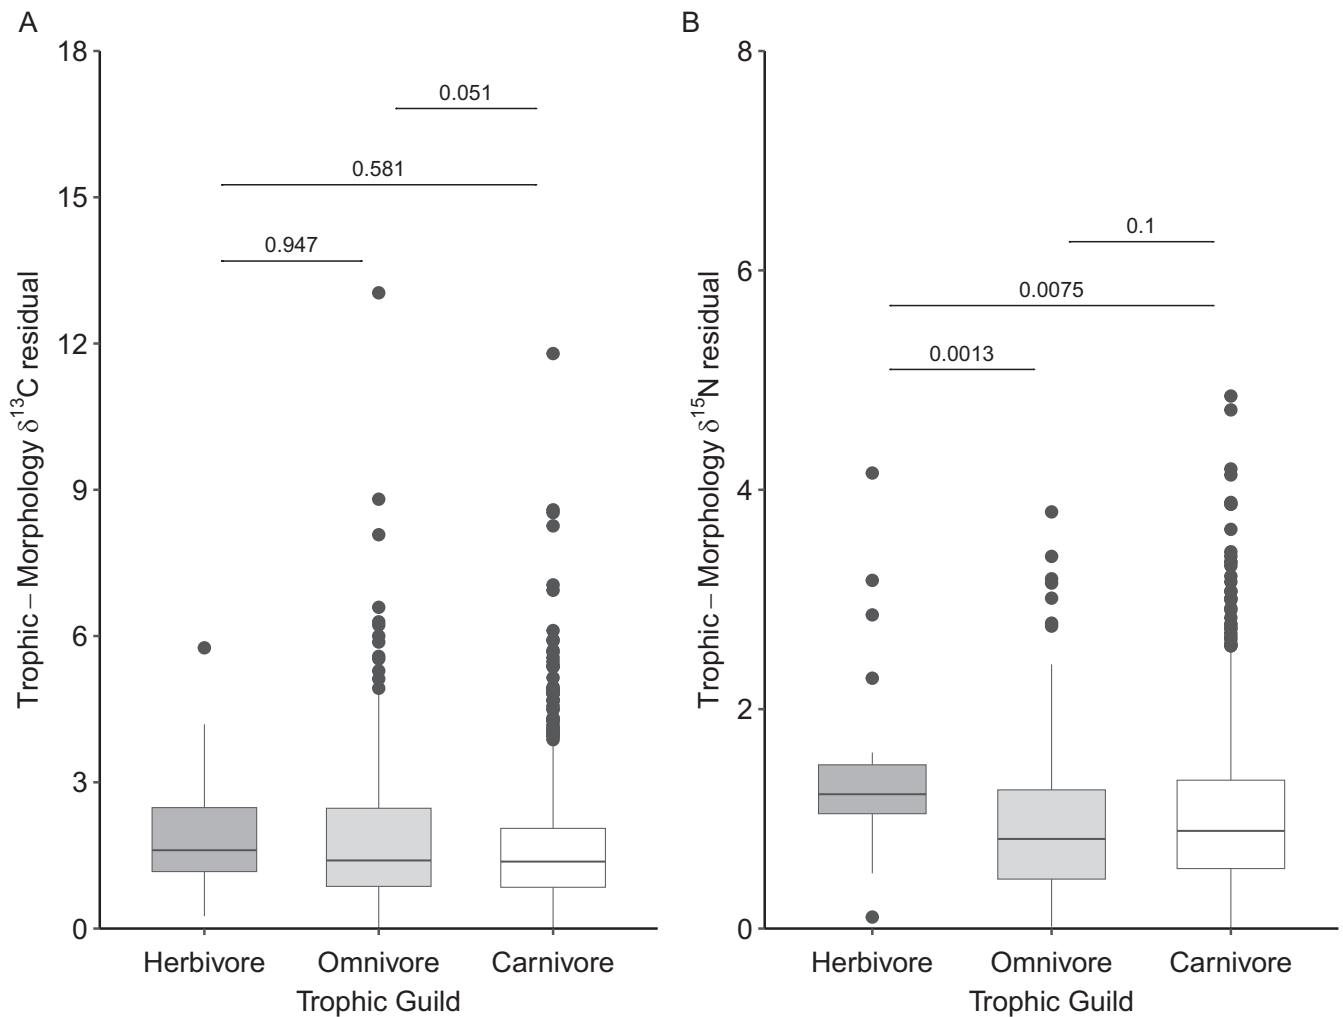 A
18
15
12
9
6
3
0
Trophic – Morphology δ13C residual
0.051
0.581
0.947
Herbivore
Omnivore
Carnivore
Trophic Guild
B
8
6
4
2
0
Trophic – Morphology δ15N residual
0.1
0.0075
0.0013
Herbivore
Omnivore
Carnivore
Trophic Guild